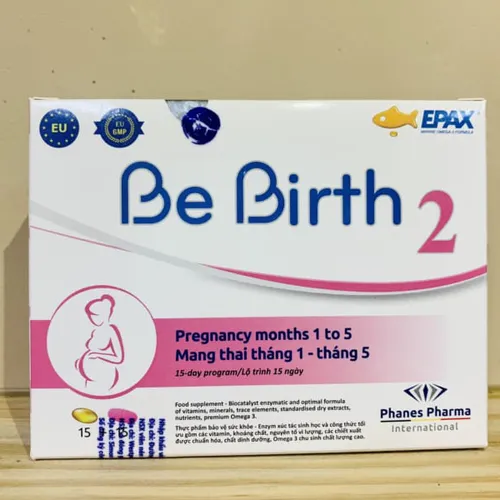 EU
EU
GMP
EPAX
Be Birth 2
Pregnancy months 1 to 5
Mang thai tháng 1 - tháng 5
15-day program/Lộ trình 15 ngày
Food supplement - Biocatalyst enzymatic and optimal formula
of vitamins, minerals, trace elements, standardised dry extracts,
nutrients, premium Omega 3.
Thực phẩm bảo vệ sức khỏe - Enzym xúc tác sinh học và công thức tối
ưu gồm các vitamin, khoáng chất, nguyên tố vi lượng, các chiết xuất
được chuẩn hóa, chất dinh dưỡng, Omega 3 chu sinh chất lượng cao.
Phanes Pharma
International
15
15